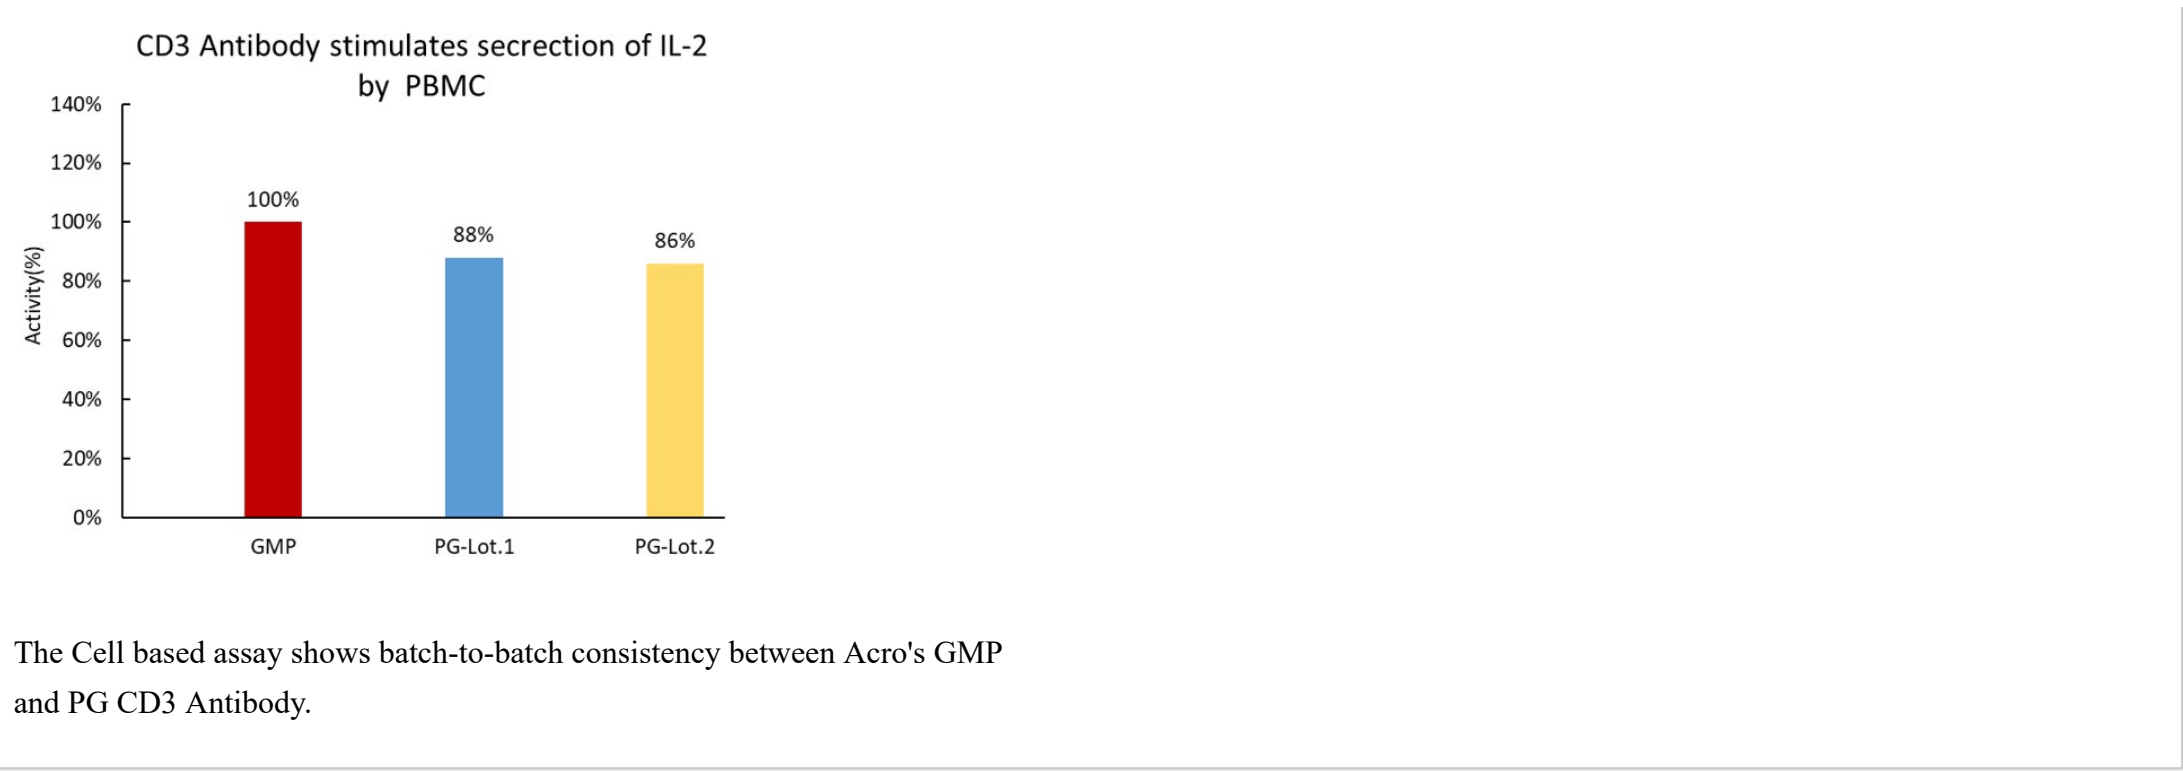 CD3 Antibody stimulates secrection of IL-2
by PBMC
140%
120%
100%
80%
60%
40%
20%
0%
Activity(%)
100%
88%
86%
GMP
PG-Lot.1
PG-Lot.2
The Cell based assay shows batch-to-batch consistency between Acro's GMP
and PG CD3 Antibody.